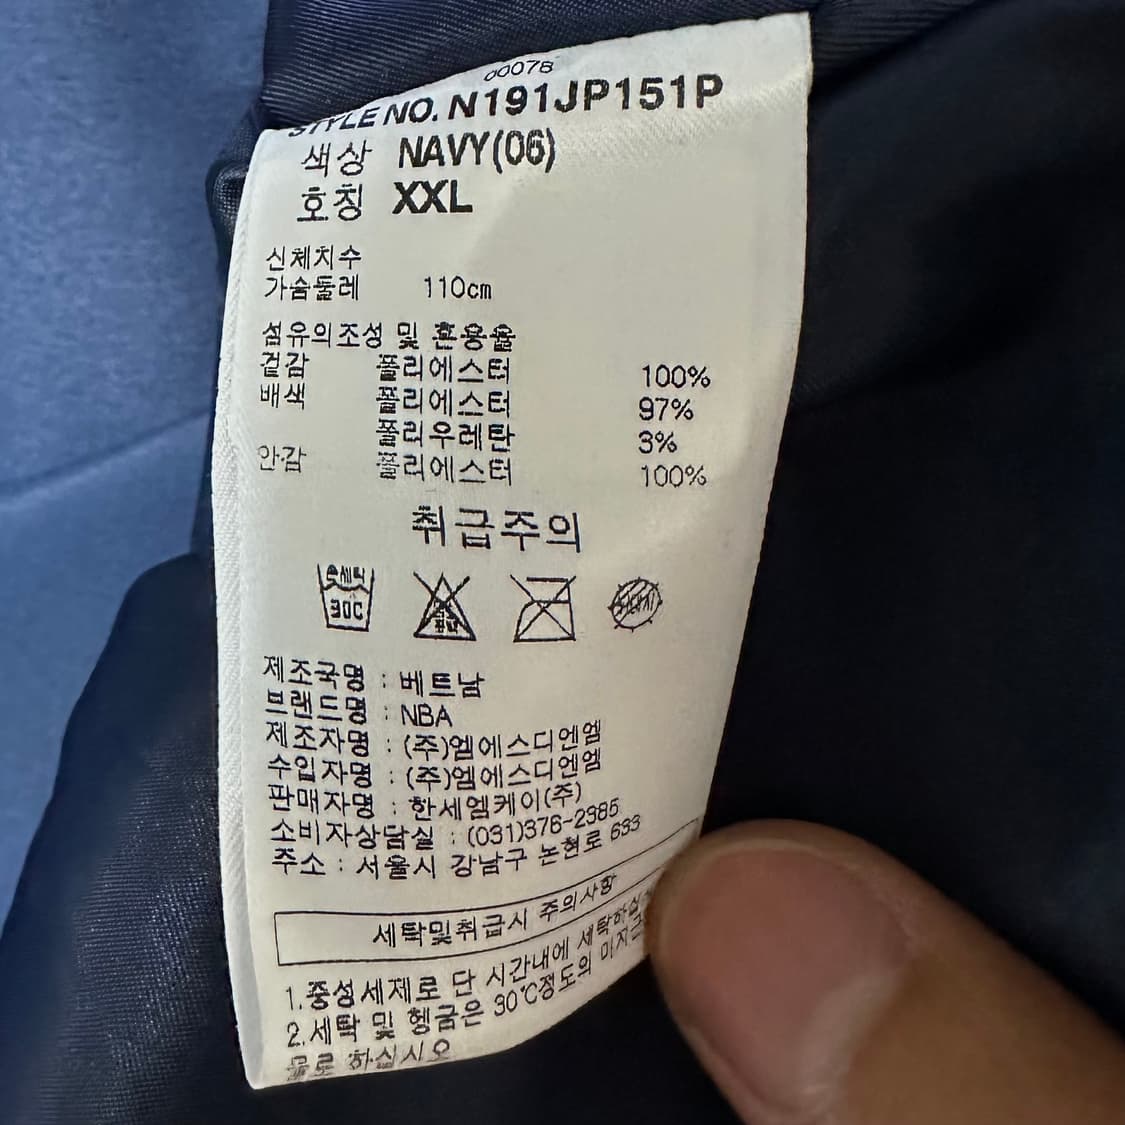 00078
STYLE NO. N191JP151P
색상 NAVY(06)
호칭 XXL
신체치수
가슴둘레 110cm
섬유의조성 및 혼용율
겉감 폴리에스터 100%
배색 폴리에스터 97%
폴리우레탄 3%
안감 폴리에스터 100%
취급주의
30C
제조국명 : 베트남
브랜드명 : NBA
제조자명 : (주)엠에스디엔엠
수입자명 : (주)엠에스디엔엠
판매자명 : 한세엠케이(주)
소비자상담실 : (031)376-2385
주소 : 서울시 강남구 논현로 633
세탁및취급시 주의사항
1.중성세제로 단 시간내에 세탁하십
2.세탁 및 헹굼은 30℃정도의 미지근
물로 하십시오